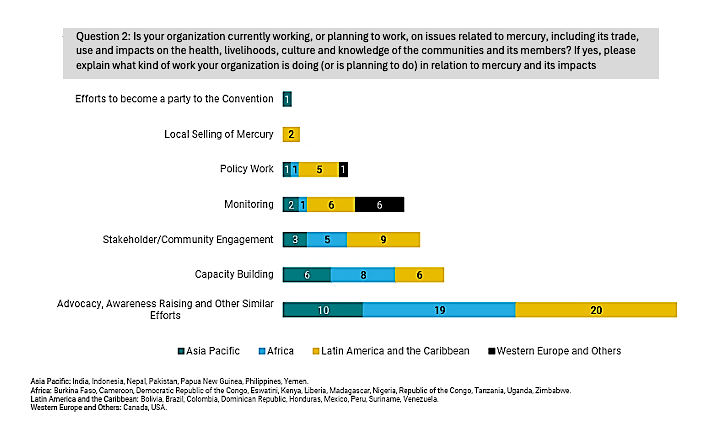 Question 2: Is your organization currently working, or planning to work, on issues related to mercury, including its trade,
use and impacts on the health, livelihoods, culture and knowledge of the communities and its members? If yes, please
explain what kind of work your organization is doing (or is planning to do) in relation to mercury and its impacts
Efforts to become a party to the Convention 1
Local Selling of Mercury 2
Policy Work 1 1 5 1
Monitoring 2 1 6 6
Stakeholder/Community Engagement 3 5 9
Capacity Building 6 8 6
Advocacy, Awareness Raising and Other Similar
Efforts 10 19 20
Asia Pacific Africa Latin America and the Caribbean Western Europe and Others
Asia Pacific: India, Indonesia, Nepal, Pakistan, Papua New Guinea, Philippines, Yemen.
Africa: Burkina Faso, Cameroon, Democratic Republic of the Congo, Eswatini, Kenya, Liberia, Madagascar, Nigeria, Republic of the Congo, Tanzania, Uganda, Zimbabwe.
Latin America and the Caribbean: Bolivia, Brazil, Colombia, Dominican Republic, Honduras, Mexico, Peru, Suriname, Venezuela.
Western Europe and Others: Canada, USA.